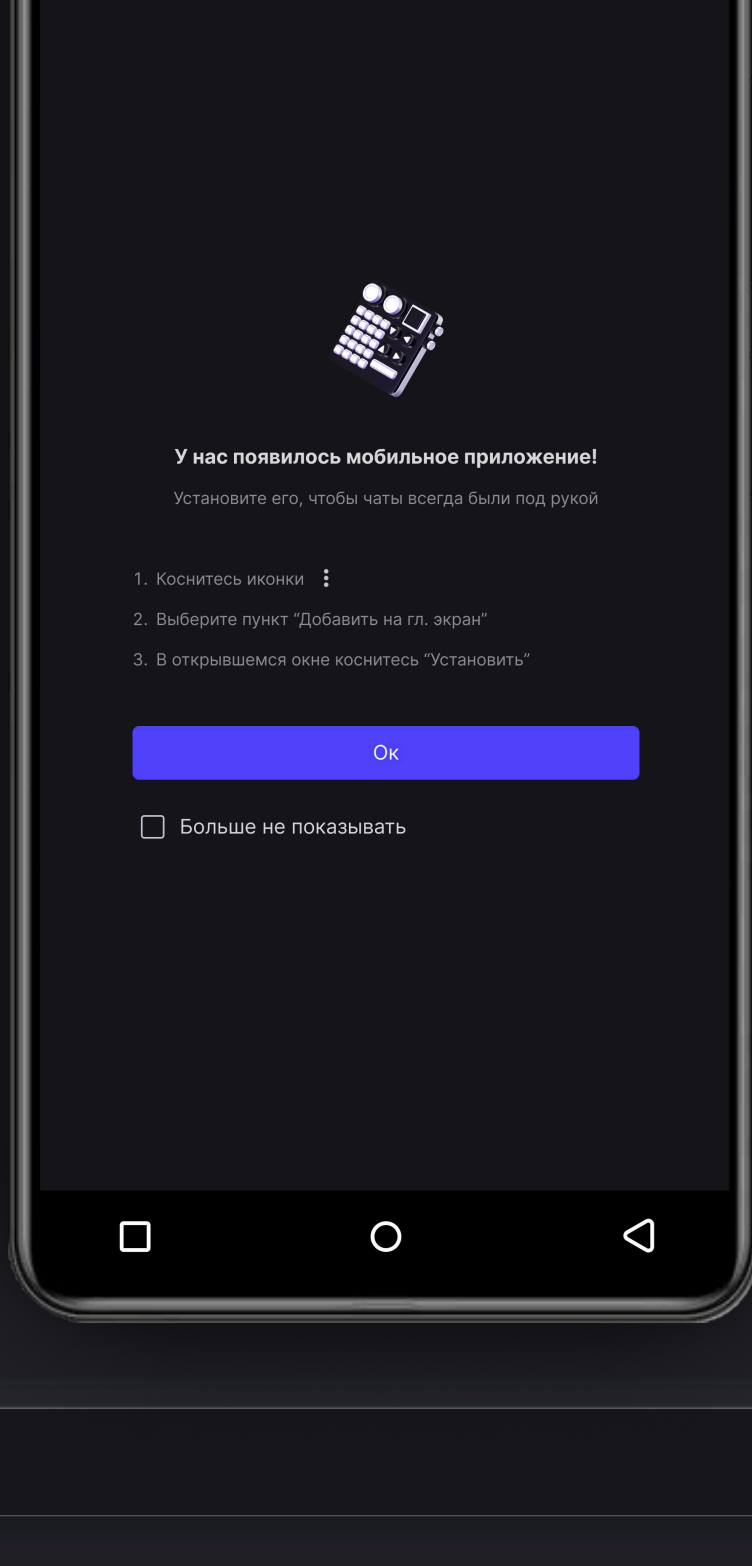 У нас появилось мобильное приложение!
Установите его, чтобы чаты всегда были под рукой
1. Коснитесь иконки
2. Выберите пункт “Добавить на гл. экран”
3. В открывшемся окне коснитесь “Установить”
Ок
Больше не показывать